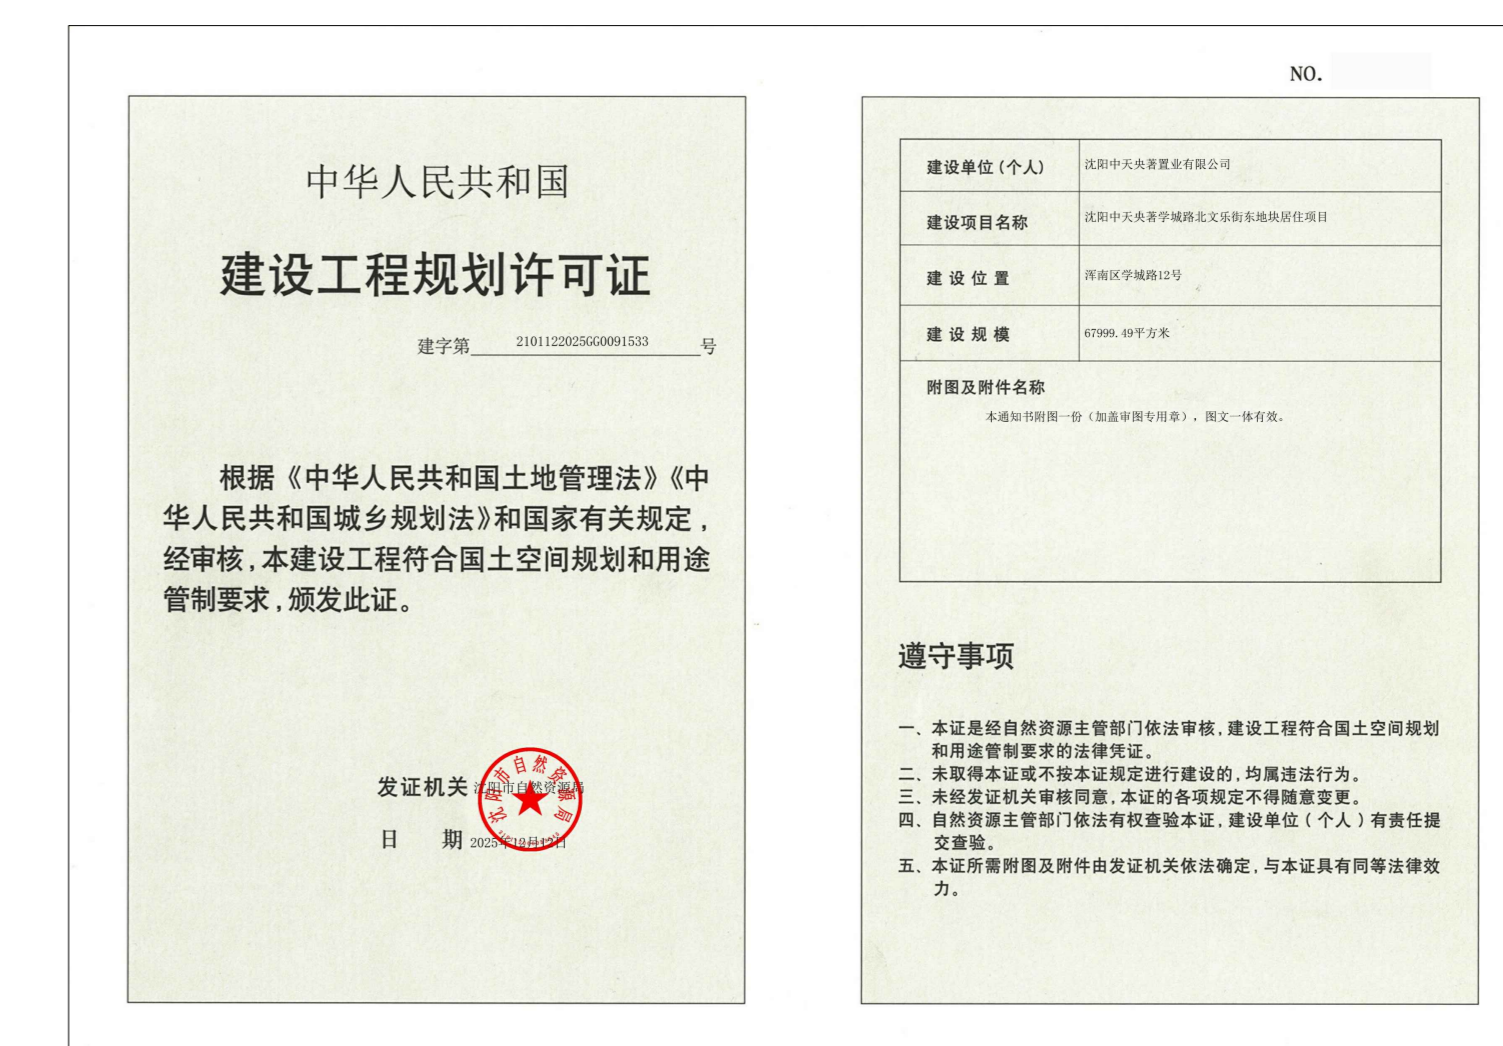 中华人民共和国
建设工程规划许可证
建字第 2101122025GG0091533 号
根据《中华人民共和国土地管理法》《中
华人民共和国城乡规划法》和国家有关规定，
经审核，本建设工程符合国土空间规划和用途
管制要求，颁发此证。
发证机关 沈阳市自然资源局
日 期 2025年12月12日
沈阳市自然资源局
NO.
建设单位(个人) 沈阳中天央著置业有限公司
建设项目名称 沈阳中天央著学城路北文乐街东地块居住项目
建设位置 浑南区学城路12号
建设规模 67999.49平方米
附图及附件名称
本通知书附图一份（加盖审图专用章），图文一体有效。
遵守事项
一、本证是经自然资源主管部门依法审核，建设工程符合国土空间规划
和用途管制要求的法律凭证。
二、未取得本证或不按本证规定进行建设的，均属违法行为。
三、未经发证机关审核同意，本证的各项规定不得随意变更。
四、自然资源主管部门依法有权查验本证，建设单位（个人）有责任提
交查验。
五、本证所需附图及附件由发证机关依法确定，与本证具有同等法律效
力。